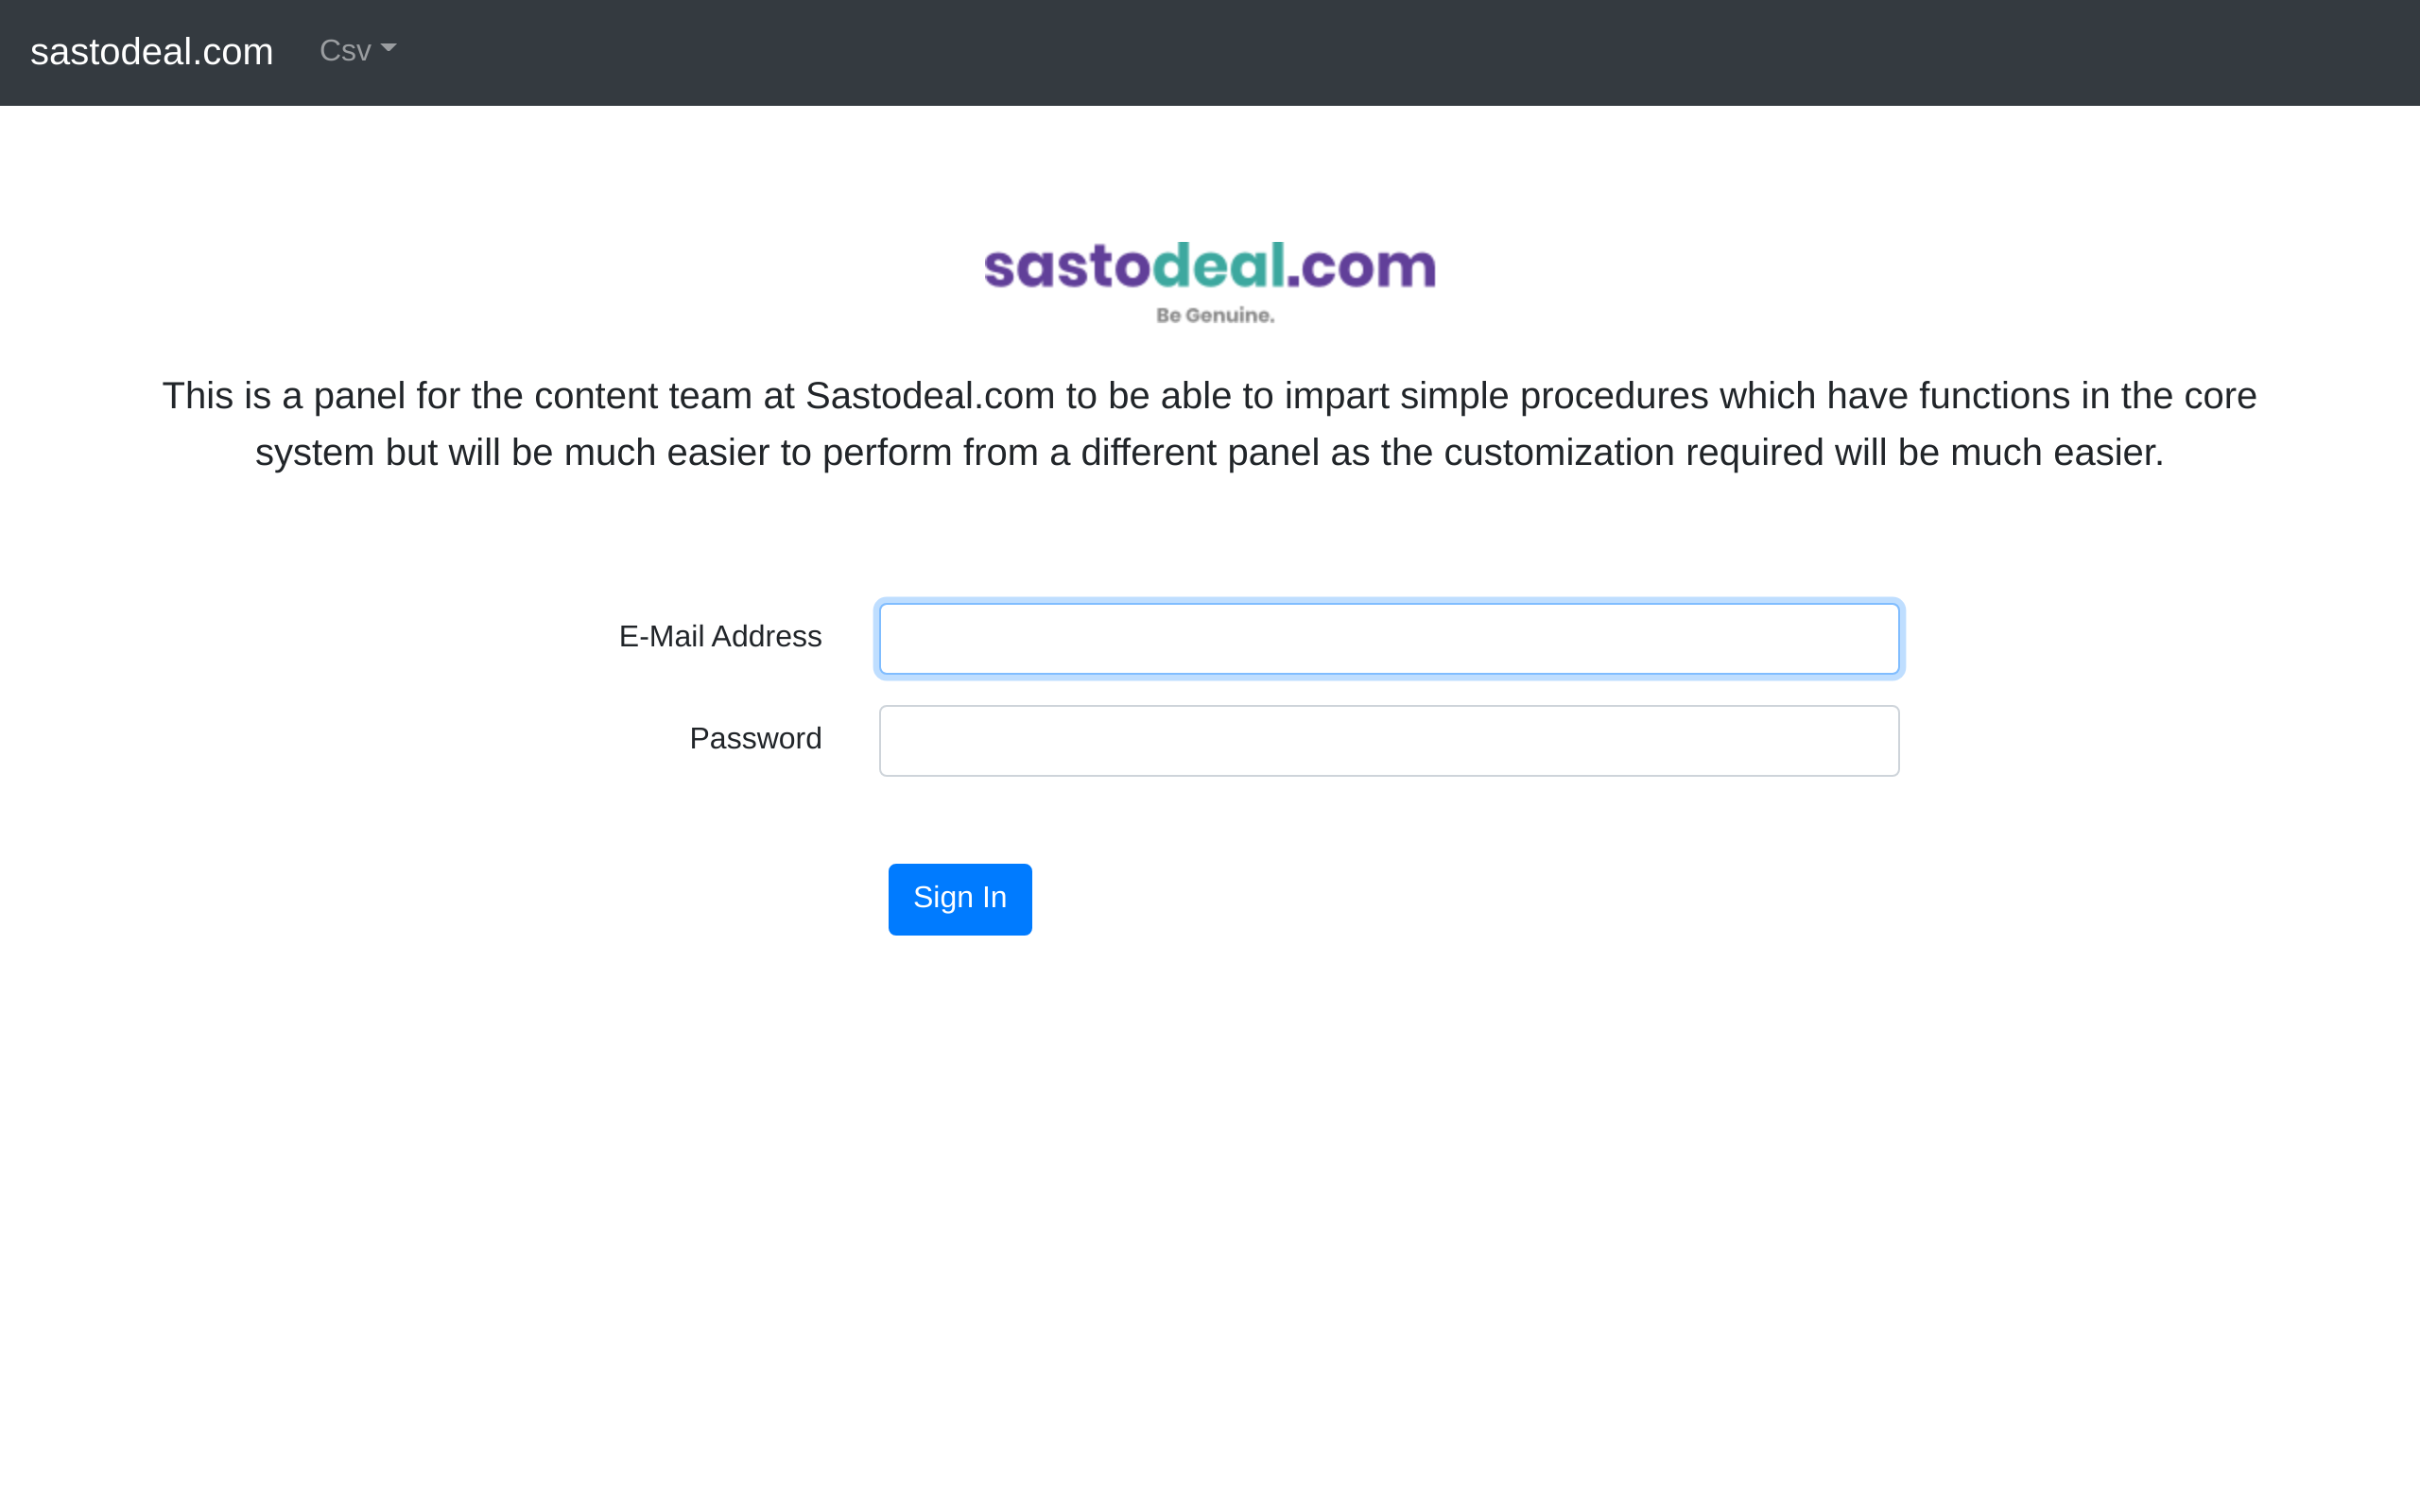 sastodeal.com Csv
sastodeal.com
Be Genuine.
This is a panel for the content team at Sastodeal.com to be able to impart simple procedures which have functions in the core
system but will be much easier to perform from a different panel as the customization required will be much easier.
E-Mail Address
Password
Sign In